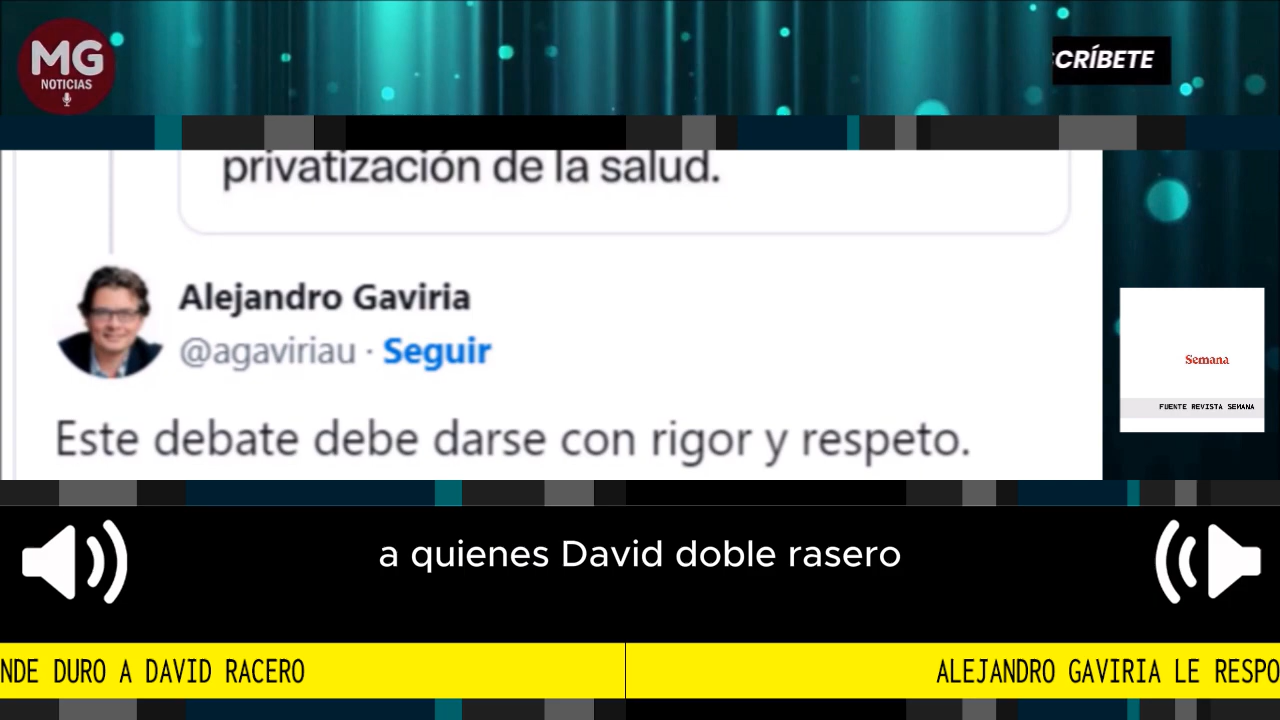 MG
NOTICIAS
CRÍBETE
privatización de la salud.
Alejandro Gaviria
@agaviriau · Seguir
Este debate debe darse con rigor y respeto.
Semana
FUENTE REVISTA SEMANA
a quienes David doble rasero
NDE DURO A DAVID RACERO
ALEJANDRO GAVIRIA LE RESPO